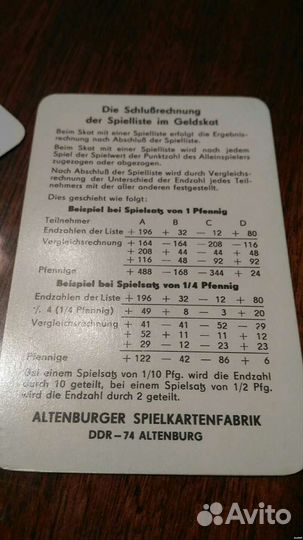 Die Schlußrechnung
der Spielliste im Geldskat
Beim Skat mit einer Spielliste erfolgt die Ergebnis-
rechnung nach Abschluß der Spielliste.
Beim Skat mit einer Spielliste wird nach jedem
Spiel der Spielwert der Punktzahl des Alleinspielers
zugezogen oder abgezogen.
Nach Abschluß der Spielliste wird durch Vergleichs-
rechnung der Unterschied der Endzahl jedes Teil-
nehmers mit der aller anderen festgestellt.
Dies geschieht wie folgt:
Beispiel bei Spielsatz von 1 Pfennig
Teilnehmer A B C D
Endzahlen der Liste + 196 + 32 — 12 + 80
Vergleichsrechnung + 164 — 164 — 208 — 116
+ 208 + 44 — 44 — 48
+ 116 — 48 — 92 + 92
Pfennige + 488 — 168 — 344 + 24
Beispiel bei Spielsatz von 1/4 Pfennig
Endzahlen der Liste + 196 + 32 — 12 + 80
·/. 4 (1/4 Pfennig) + 49 + 8 — 3 + 20
Vergleichsrechnung + 41 — 41 — 52 — 29
+ 52 + 11 — 11 + 12
+ 29 — 12 — 23 + 23
Pfennige + 122 — 42 — 86 + 6
Bei einem Spielsatz von 1/10 Pfg. wird die Endzahl
durch 10 geteilt, bei einem Spielsatz von 1/2 Pfg.
wird die Endzahl durch 2 geteilt.
ALTENBURGER SPIELKARTENFABRIK
DDR – 74 ALTENBURG
Avito